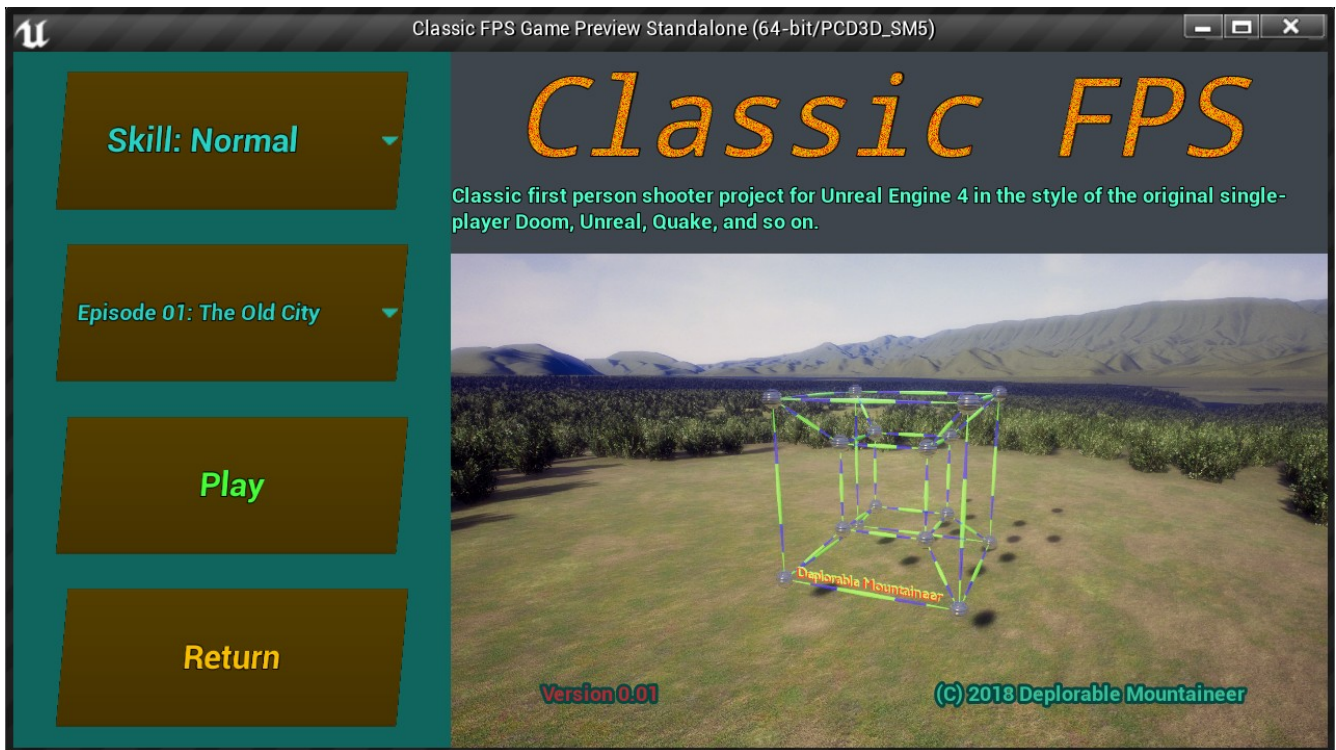 Classic FPS Game Preview Standalone (64-bit/PCD3D_SM5)
Skill: Normal
Episode 01: The Old City
Play
Return
Classic FPS
Classic first person shooter project for Unreal Engine 4 in the style of the original single-
player Doom, Unreal, Quake, and so on.
Deplorable Mountaineer
Version 0.01
(C) 2018 Deplorable Mountaineer